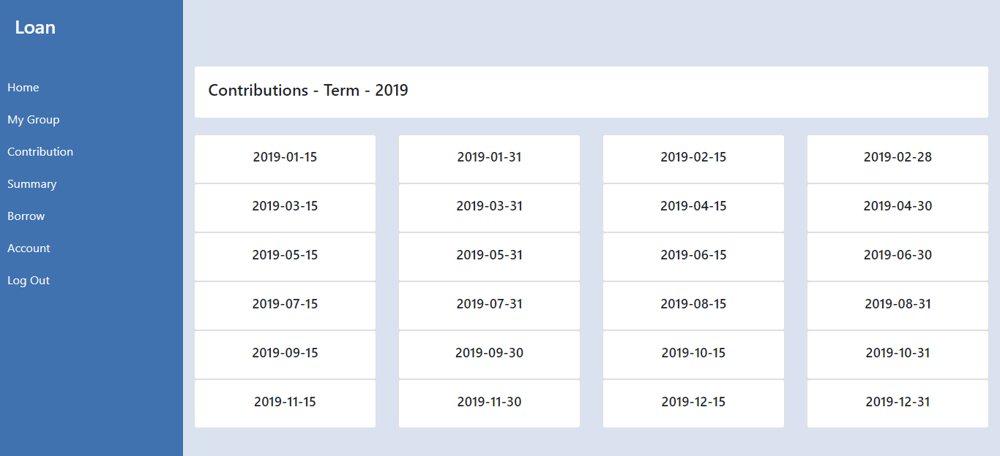 Loan
Home
My Group
Contribution
Summary
Borrow
Account
Log Out
Contributions - Term - 2019
2019-01-15 2019-01-31 2019-02-15 2019-02-28
2019-03-15 2019-03-31 2019-04-15 2019-04-30
2019-05-15 2019-05-31 2019-06-15 2019-06-30
2019-07-15 2019-07-31 2019-08-15 2019-08-31
2019-09-15 2019-09-30 2019-10-15 2019-10-31
2019-11-15 2019-11-30 2019-12-15 2019-12-31